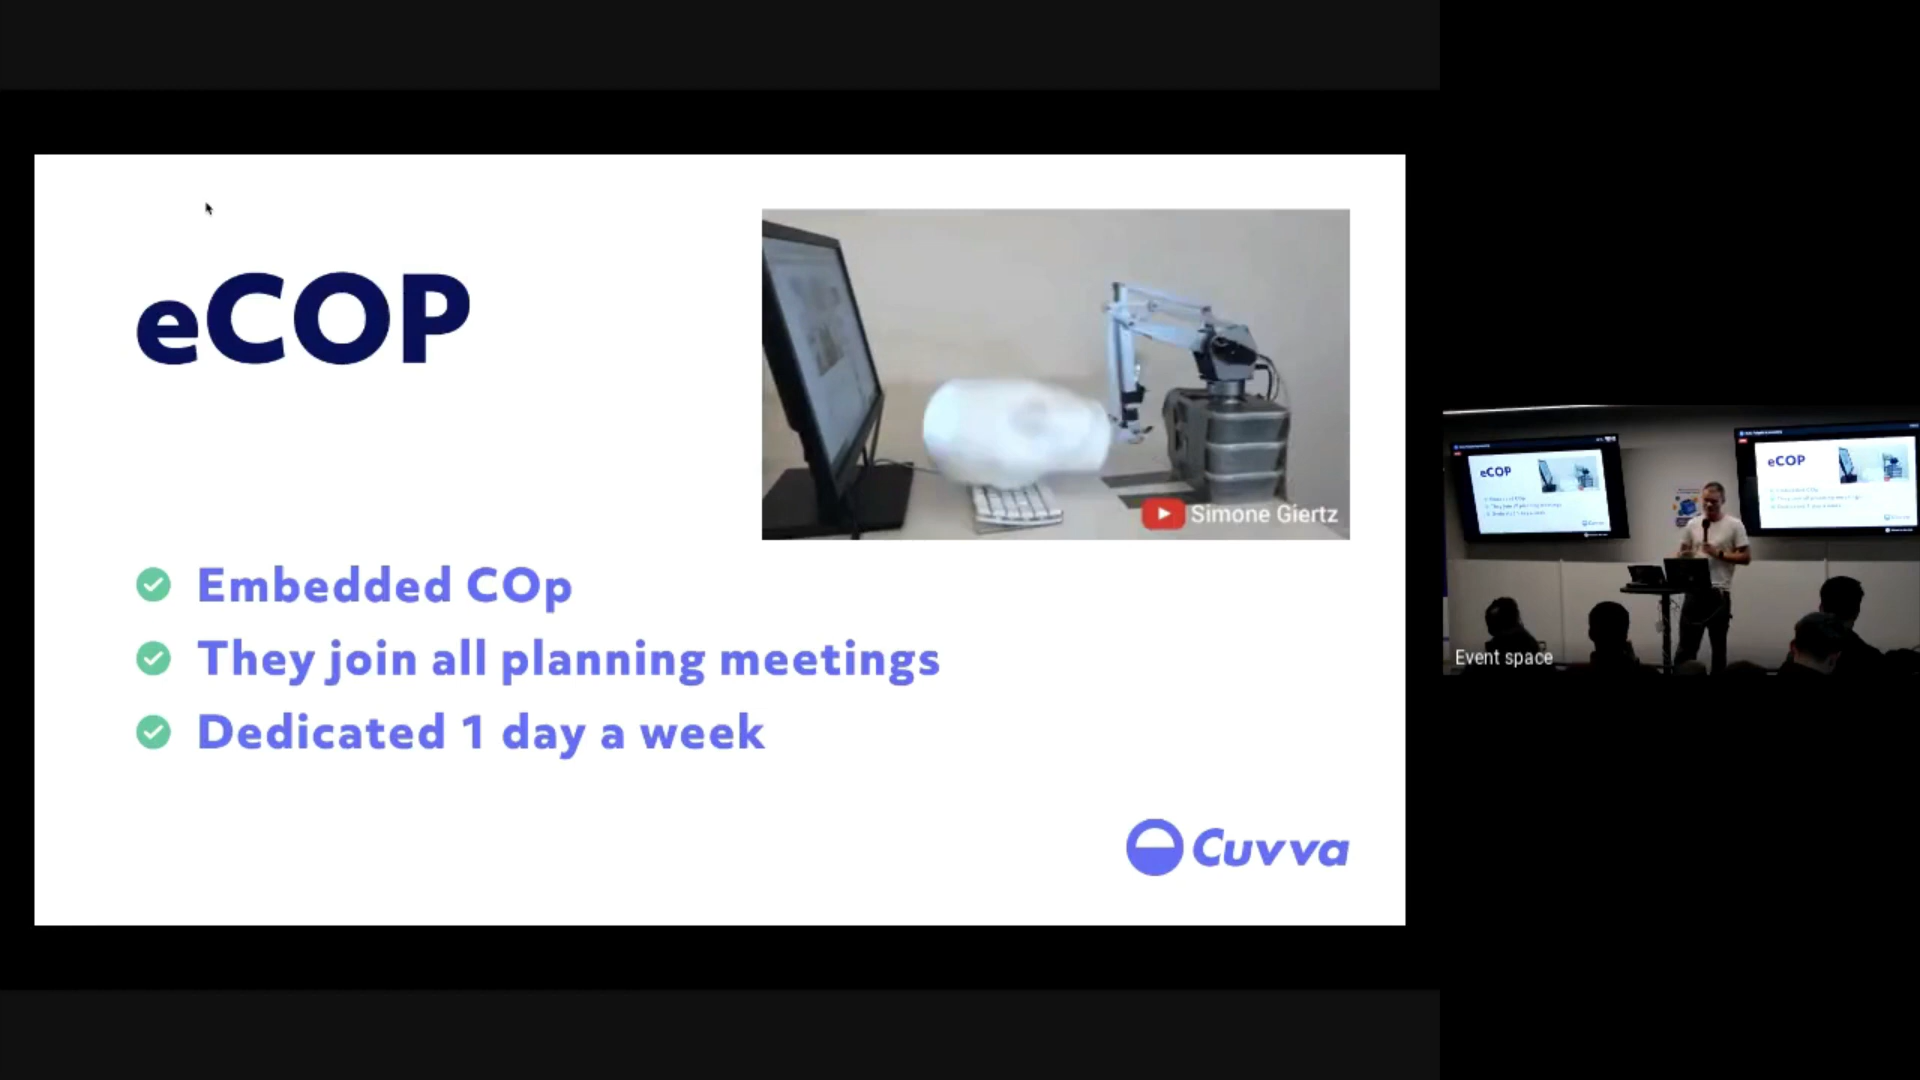 eCOP
Simone Giertz
Embedded COp
They join all planning meetings
Dedicated 1 day a week
Cuvva
eCOP
eCOP
Event space